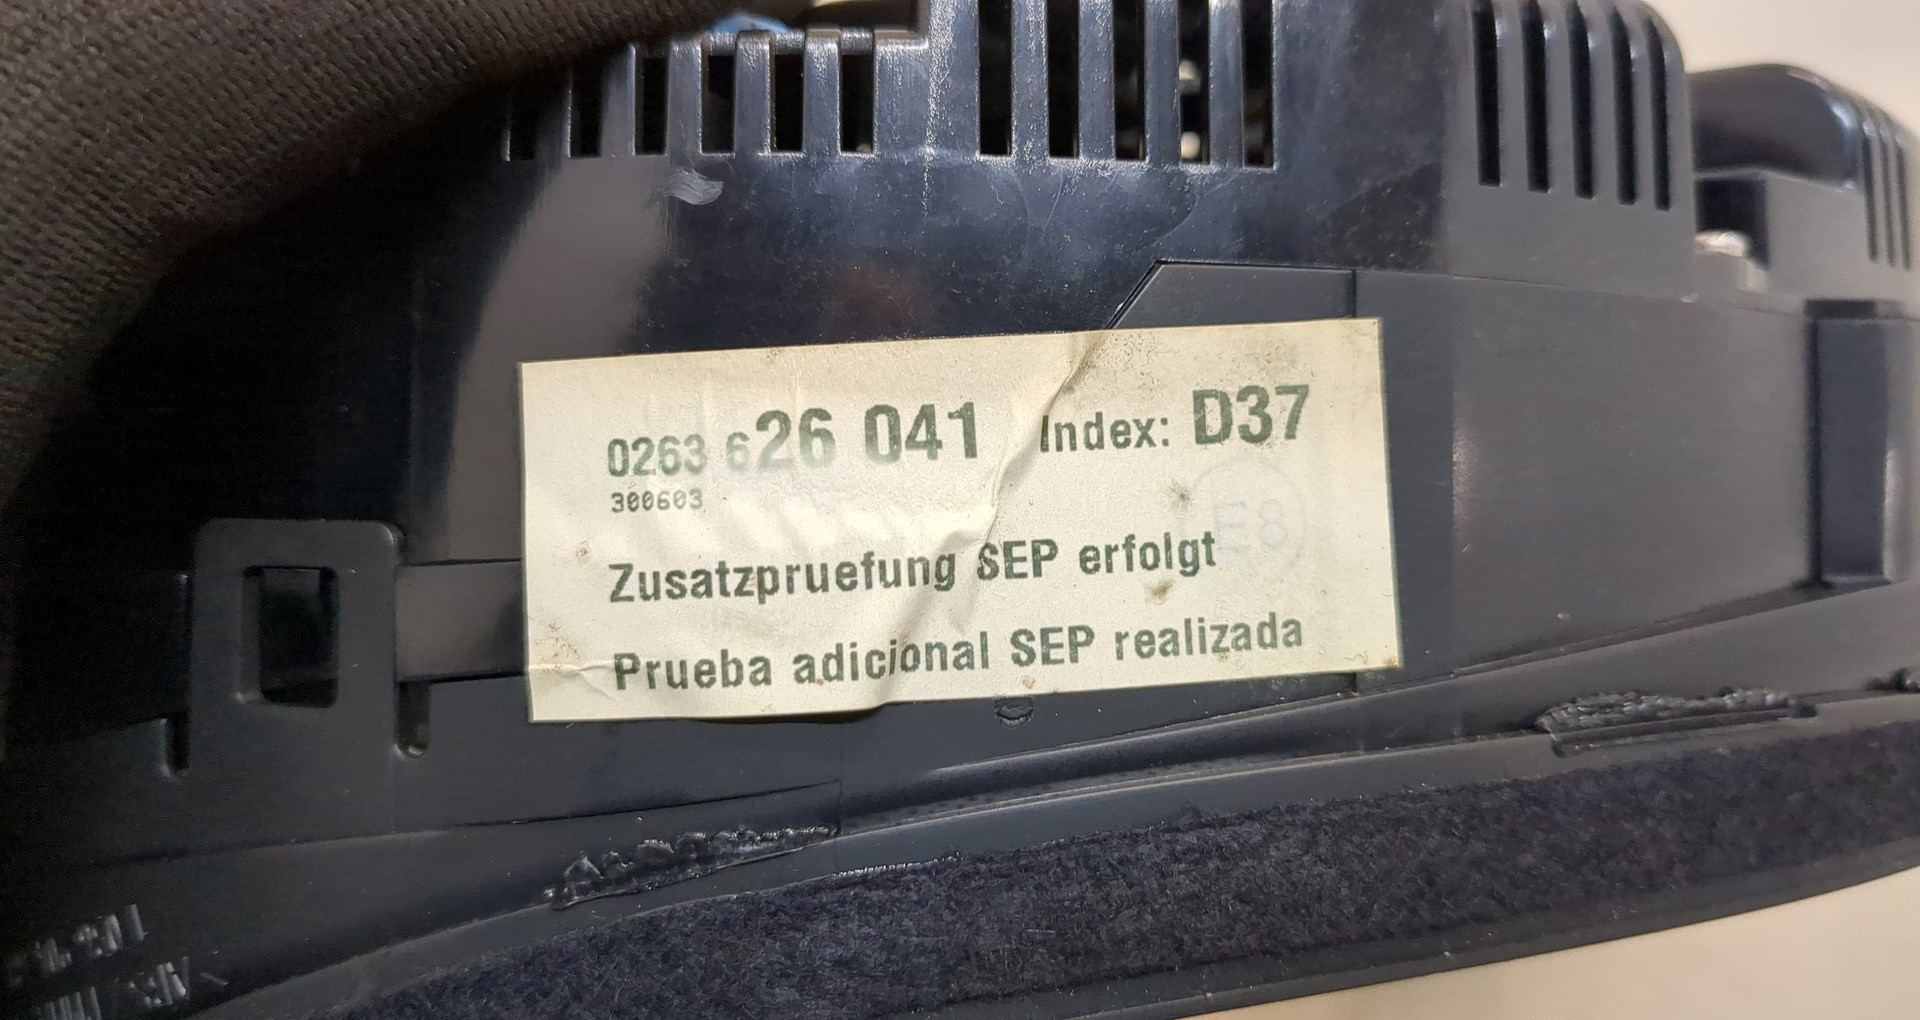 0263 626 041 Index: D37
300603
E8
Zusatzpruefung SEP erfolgt
Prueba adicional SEP realizada